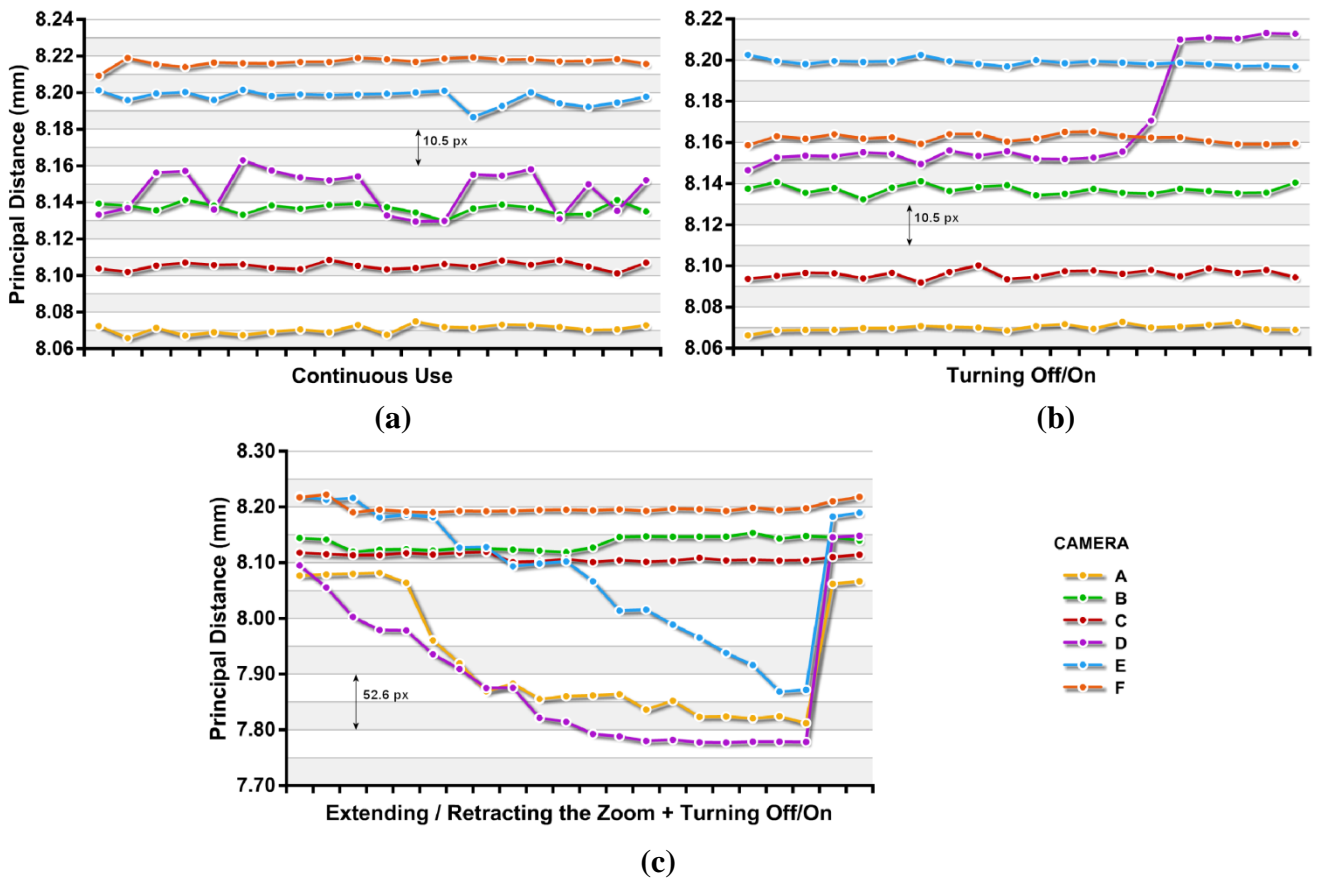 Principal Distance (mm)
8.24
8.22
8.20
8.18
8.16
8.14
8.12
8.10
8.08
8.06
10.5 px
Continuous Use
(a)
8.22
8.20
8.18
8.16
8.14
8.12
8.10
8.08
8.06
10.5 px
Turning Off/On
(b)
Principal Distance (mm)
8.30
8.20
8.10
8.00
7.90
7.80
7.70
52.6 px
Extending / Retracting the Zoom + Turning Off/On
(c)
CAMERA
A
B
C
D
E
F